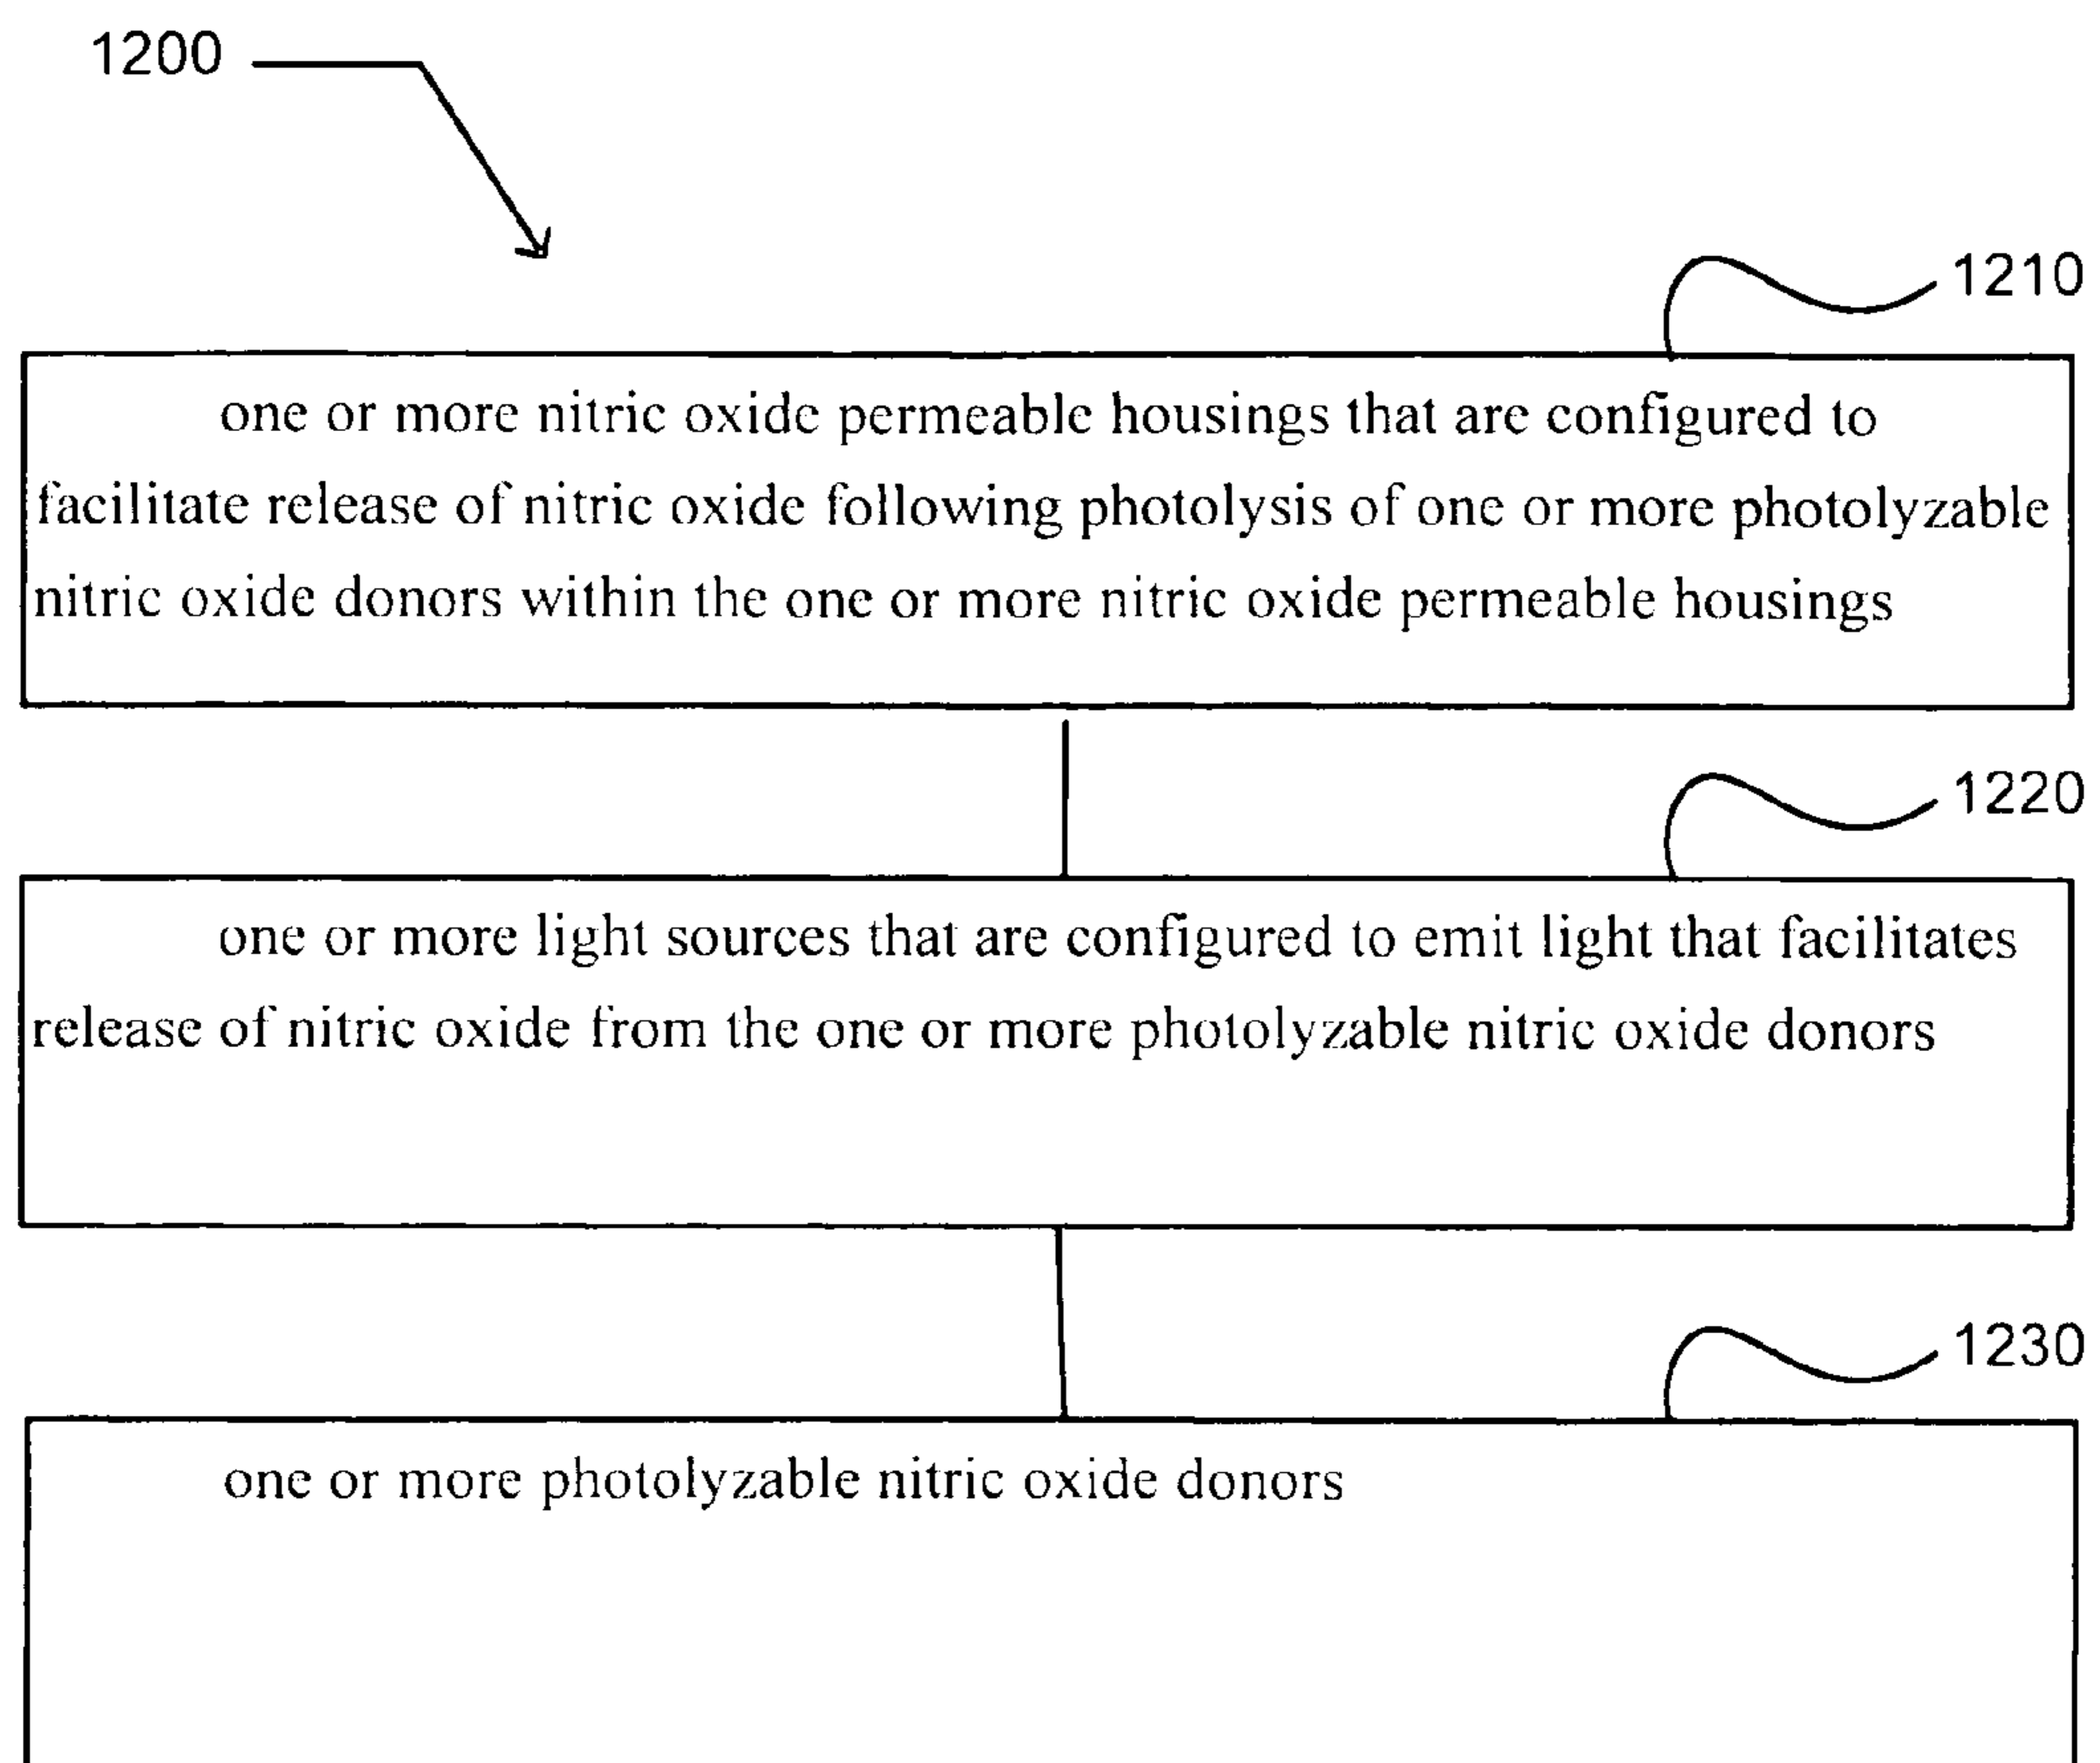 1200
1210
one or more nitric oxide permeable housings that are configured to
facilitate release of nitric oxide following photolysis of one or more photolyzable
nitric oxide donors within the one or more nitric oxide permeable housings
1220
one or more light sources that are configured to emit light that facilitates
release of nitric oxide from the one or more photolyzable nitric oxide donors
1230
one or more photolyzable nitric oxide donors